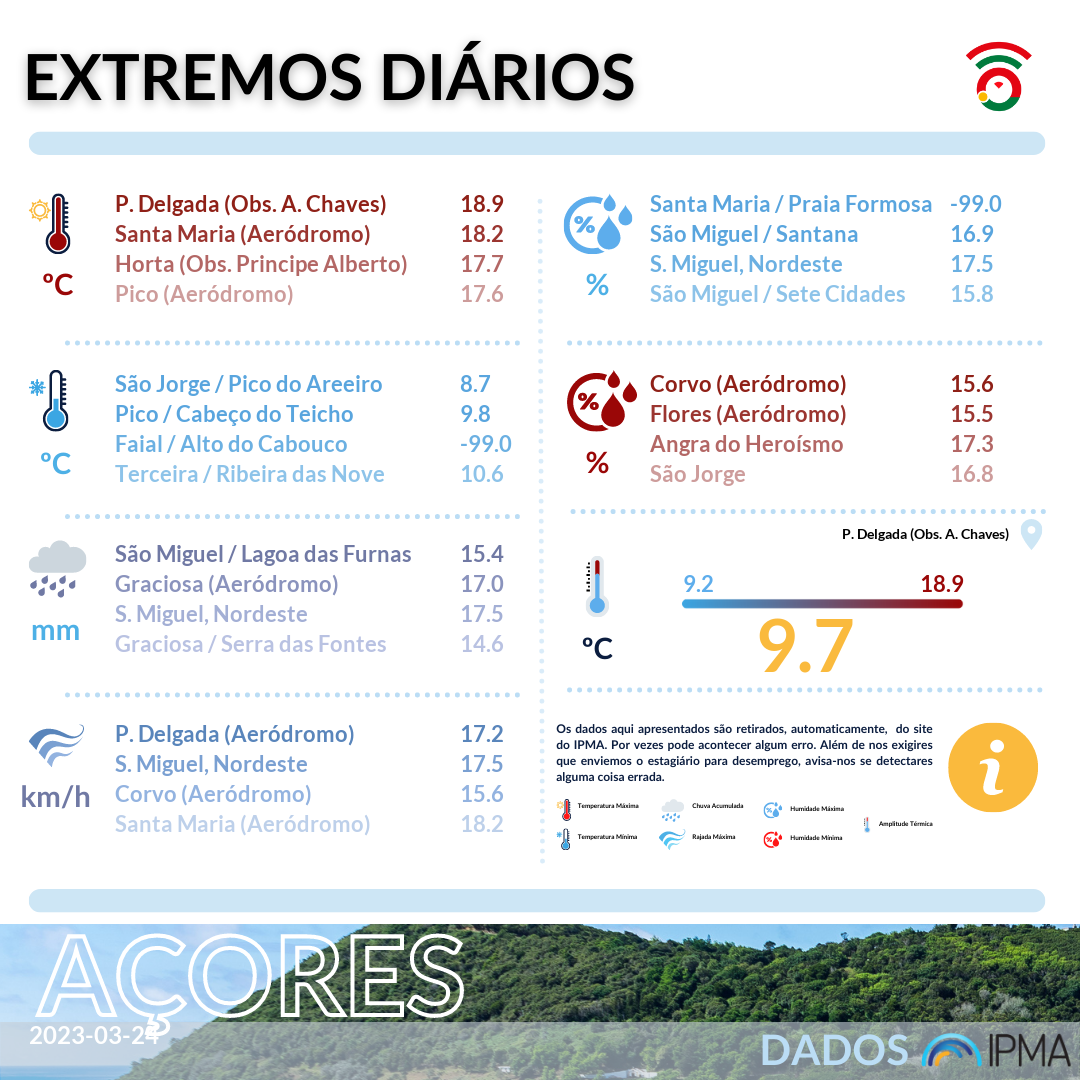 EXTREMOS DIÁRIOS
P. Delgada (Obs. A. Chaves) 18.9
Santa Maria (Aeródromo) 18.2
Horta (Obs. Principe Alberto) 17.7
Pico (Aeródromo) 17.6
ºC
São Jorge / Pico do Areeiro 8.7
Pico / Cabeço do Teicho 9.8
Faial / Alto do Cabouco -99.0
Terceira / Ribeira das Nove 10.6
ºC
São Miguel / Lagoa das Furnas 15.4
Graciosa (Aeródromo) 17.0
S. Miguel, Nordeste 17.5
Graciosa / Serra das Fontes 14.6
mm
P. Delgada (Aeródromo) 17.2
S. Miguel, Nordeste 17.5
Corvo (Aeródromo) 15.6
Santa Maria (Aeródromo) 18.2
km/h
%
Santa Maria / Praia Formosa -99.0
São Miguel / Santana 16.9
S. Miguel, Nordeste 17.5
São Miguel / Sete Cidades 15.8
%
%
Corvo (Aeródromo) 15.6
Flores (Aeródromo) 15.5
Angra do Heroísmo 17.3
São Jorge 16.8
%
P. Delgada (Obs. A. Chaves)
9.2 18.9
9.7
ºC
Os dados aqui apresentados são retirados, automaticamente, do site
do IPMA. Por vezes pode acontecer algum erro. Além de nos exigires
que enviemos o estagiário para desemprego, avisa-nos se detectares
alguma coisa errada.
i
Temperatura Máxima Chuva Acumulada Humidade Máxima
Amplitude Térmica
Temperatura Mínima Rajada Máxima Humidade Mínima
AÇORES
2023-03-24
DADOS IPMA